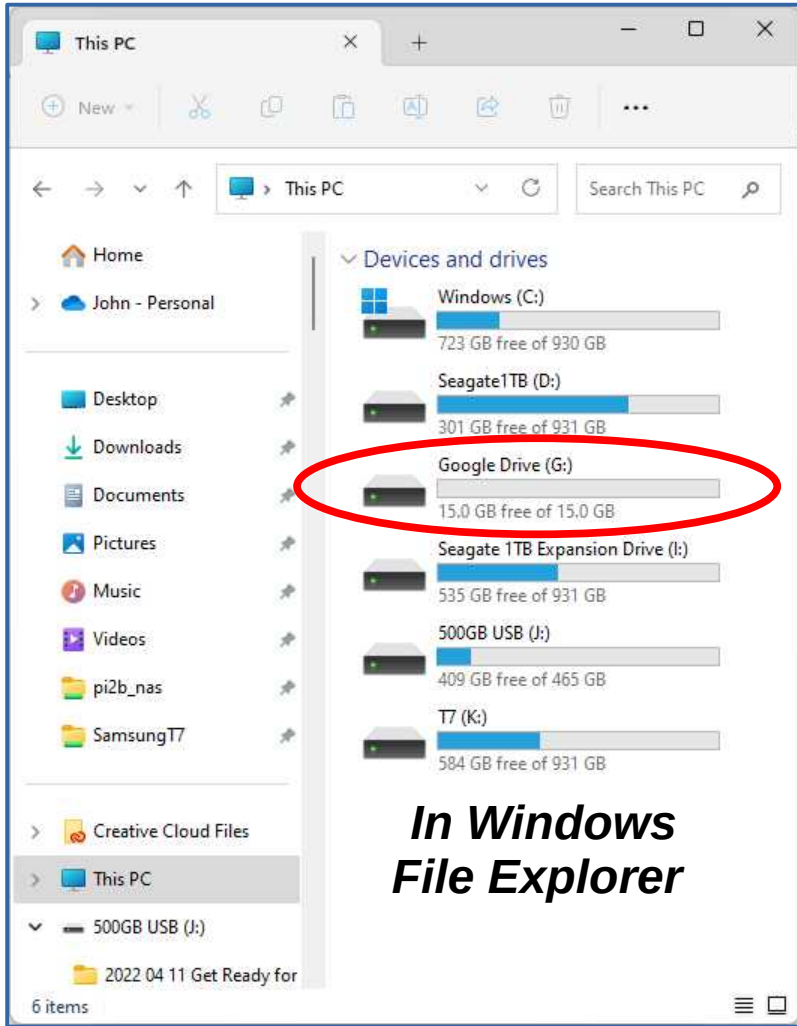 This PC
New
This PC
Search This PC
Home
John - Personal
Desktop
Downloads
Documents
Pictures
Music
Videos
pi2b_nas
SamsungT7
Creative Cloud Files
This PC
500GB USB (J:)
2022 04 11 Get Ready for
Devices and drives
Windows (C:)
723 GB free of 930 GB
Seagate1TB (D:)
301 GB free of 931 GB
Google Drive (G:)
15.0 GB free of 15.0 GB
Seagate 1TB Expansion Drive (I:)
535 GB free of 931 GB
500GB USB (J:)
409 GB free of 465 GB
T7 (K:)
584 GB free of 931 GB
In Windows
File Explorer
6 items